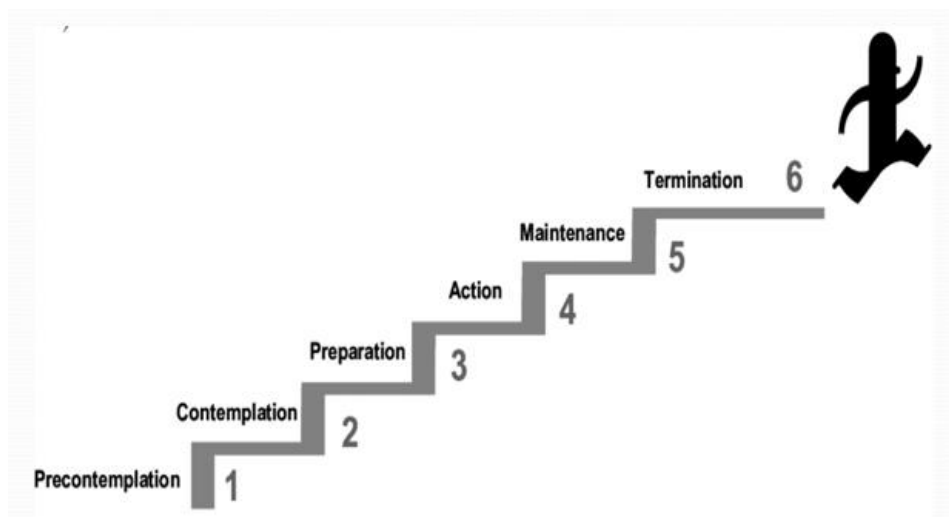 Termination 6
Maintenance
5
Action
4
Preparation
3
Contemplation
2
Precontemplation
1